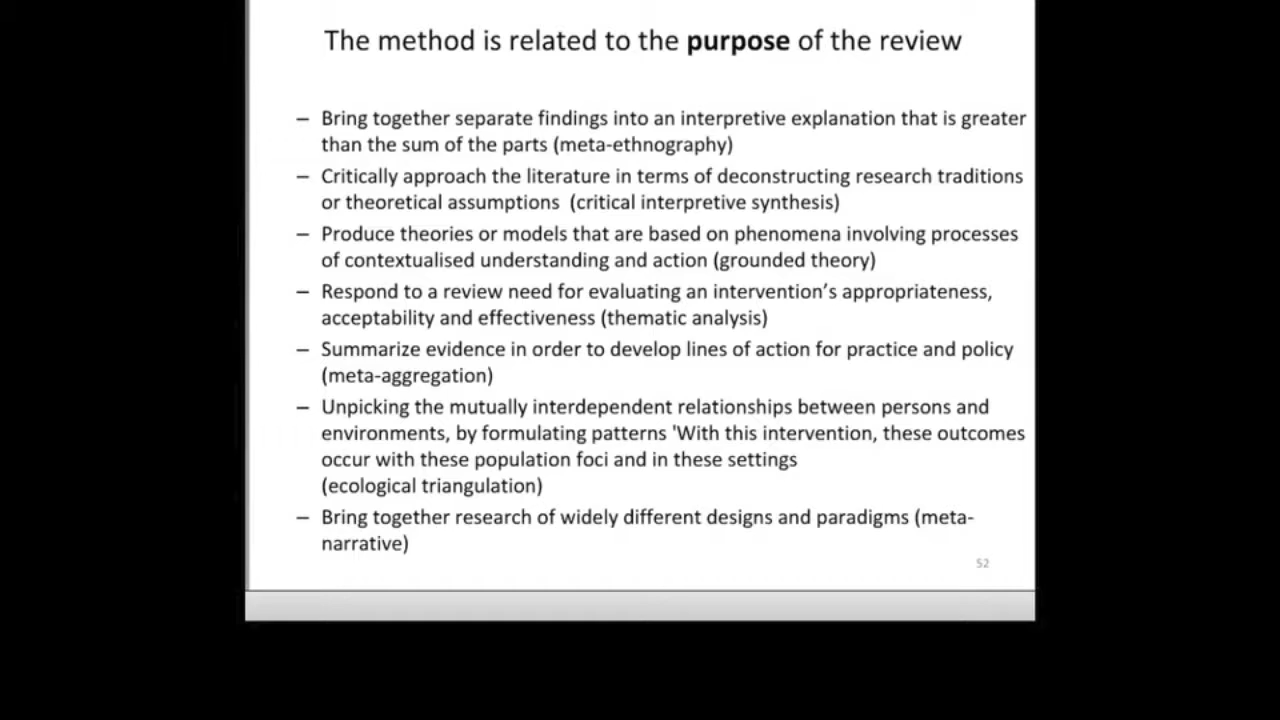 The method is related to the purpose of the review
– Bring together separate findings into an interpretive explanation that is greater
than the sum of the parts (meta-ethnography)
– Critically approach the literature in terms of deconstructing research traditions
or theoretical assumptions  (critical interpretive synthesis)
– Produce theories or models that are based on phenomena involving processes
of contextualised understanding and action (grounded theory)
– Respond to a review need for evaluating an intervention’s appropriateness,
acceptability and effectiveness (thematic analysis)
– Summarize evidence in order to develop lines of action for practice and policy
(meta-aggregation)
– Unpicking the mutually interdependent relationships between persons and
environments, by formulating patterns 'With this intervention, these outcomes
occur with these population foci and in these settings
(ecological triangulation)
– Bring together research of widely different designs and paradigms (meta-
narrative)
52